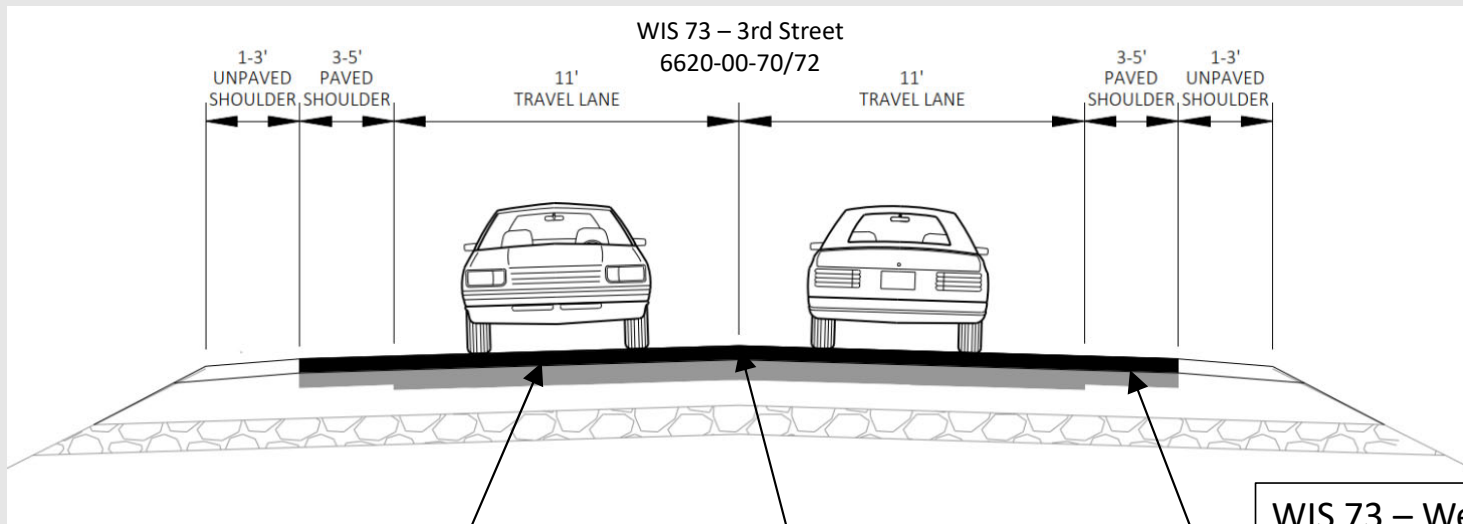 WIS 73 – 3rd Street
6620-00-70/72
1-3'
UNPAVED
SHOULDER
3-5'
PAVED
SHOULDER
11'
TRAVEL LANE
11'
TRAVEL LANE
3-5'
PAVED
SHOULDER
1-3'
UNPAVED
SHOULDER
WIS 73 –